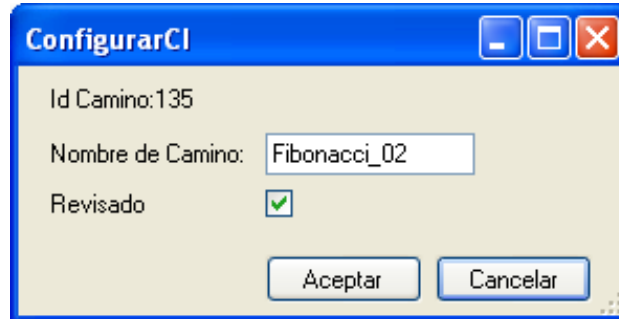 ConfigurarCI
Id Camino:135
Nombre de Camino: Fibonacci_02
Revisado
Aceptar Cancelar